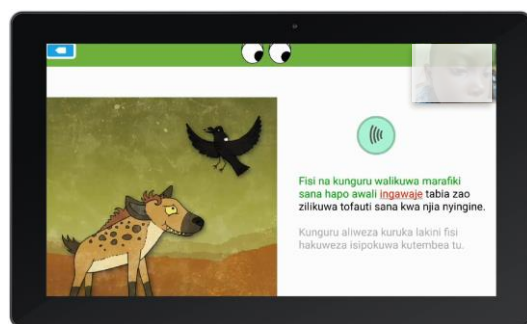 Fisi na kunguru walikuwa marafiki
sana hapo awali ingawaje tabia zao
zilikuwa tofauti sana kwa njia nyingine.
Kunguru aliweza kuruka lakini fisi
hakuweza isipokuwa kutembea tu.